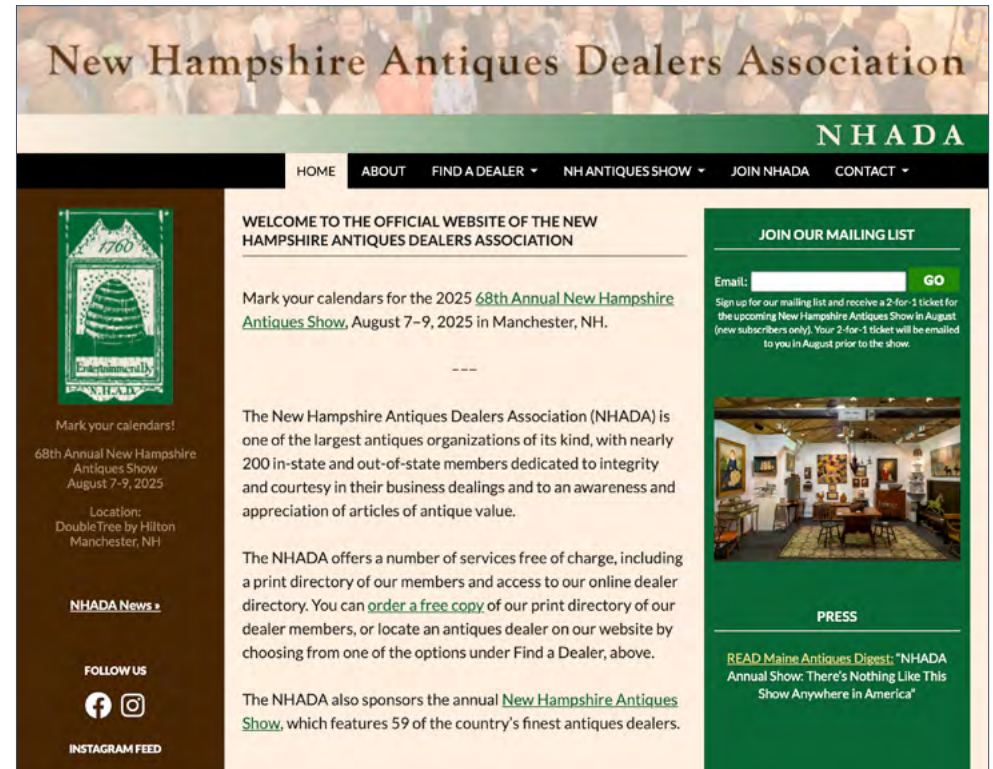 New Hampshire Antiques Dealers Association
NHADA
HOME ABOUT FIND A DEALER NH ANTIQUES SHOW JOIN NHADA CONTACT
1760
Entertainment by
N.H.A.D.
Mark your calendars!
68th Annual New Hampshire
Antiques Show
August 7-9, 2025
Location:
DoubleTree by Hilton
Manchester, NH
NHADA News »
FOLLOW US
INSTAGRAM FEED
WELCOME TO THE OFFICIAL WEBSITE OF THE NEW
HAMPSHIRE ANTIQUES DEALERS ASSOCIATION
Mark your calendars for the 2025 68th Annual New Hampshire
Antiques Show, August 7–9, 2025 in Manchester, NH.
–––
The New Hampshire Antiques Dealers Association (NHADA) is
one of the largest antiques organizations of its kind, with nearly
200 in-state and out-of-state members dedicated to integrity
and courtesy in their business dealings and to an awareness and
appreciation of articles of antique value.
The NHADA offers a number of services free of charge, including
a print directory of our members and access to our online dealer
directory. You can order a free copy of our print directory of our
dealer members, or locate an antiques dealer on our website by
choosing from one of the options under Find a Dealer, above.
The NHADA also sponsors the annual New Hampshire Antiques
Show, which features 59 of the country's finest antiques dealers.
JOIN OUR MAILING LIST
Email: GO
Sign up for our mailing list and receive a 2-for-1 ticket for
the upcoming New Hampshire Antiques Show in August
(new subscribers only). Your 2-for-1 ticket will be emailed
to you in August prior to the show.
PRESS
READ Maine Antiques Digest: "NHADA
Annual Show: There's Nothing Like This
Show Anywhere in America"